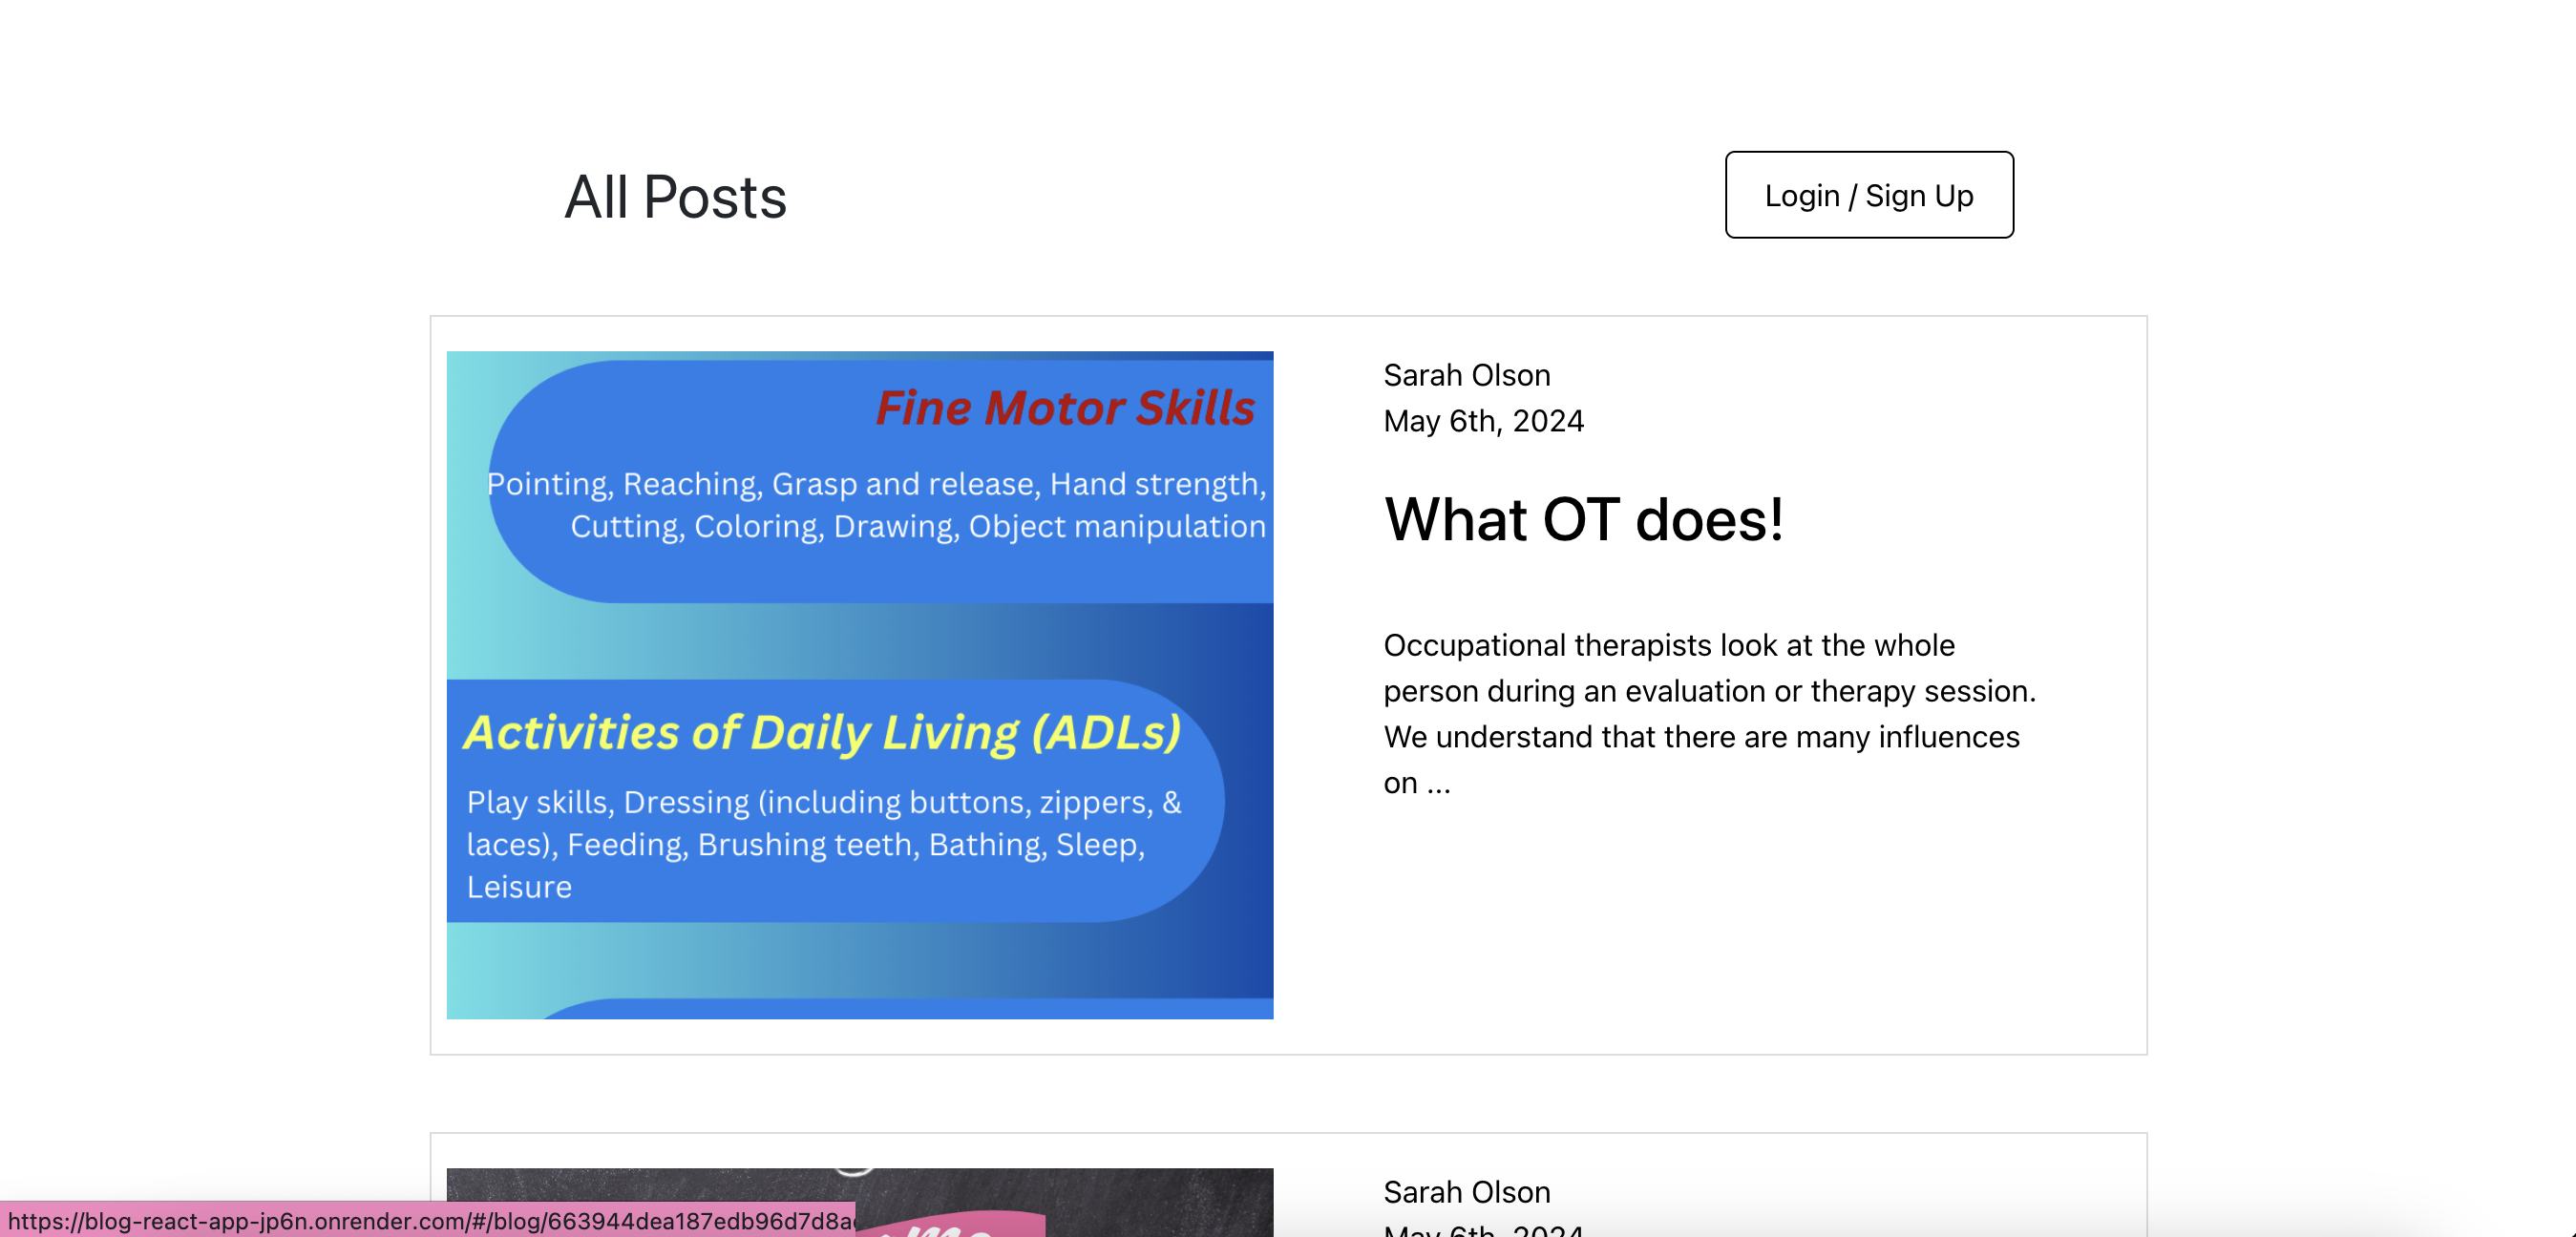 All Posts
Login / Sign Up
Fine Motor Skills
Pointing, Reaching, Grasp and release, Hand strength,
Cutting, Coloring, Drawing, Object manipulation
Activities of Daily Living (ADLs)
Play skills, Dressing (including buttons, zippers, &
laces), Feeding, Brushing teeth, Bathing, Sleep,
Leisure
Sarah Olson
May 6th, 2024
What OT does!
Occupational therapists look at the whole
person during an evaluation or therapy session.
We understand that there are many influences
on ...
Sarah Olson
May 6th, 2024
https://blog-react-app-jp6n.onrender.com/#/blog/663944dea187edb96d7d8a